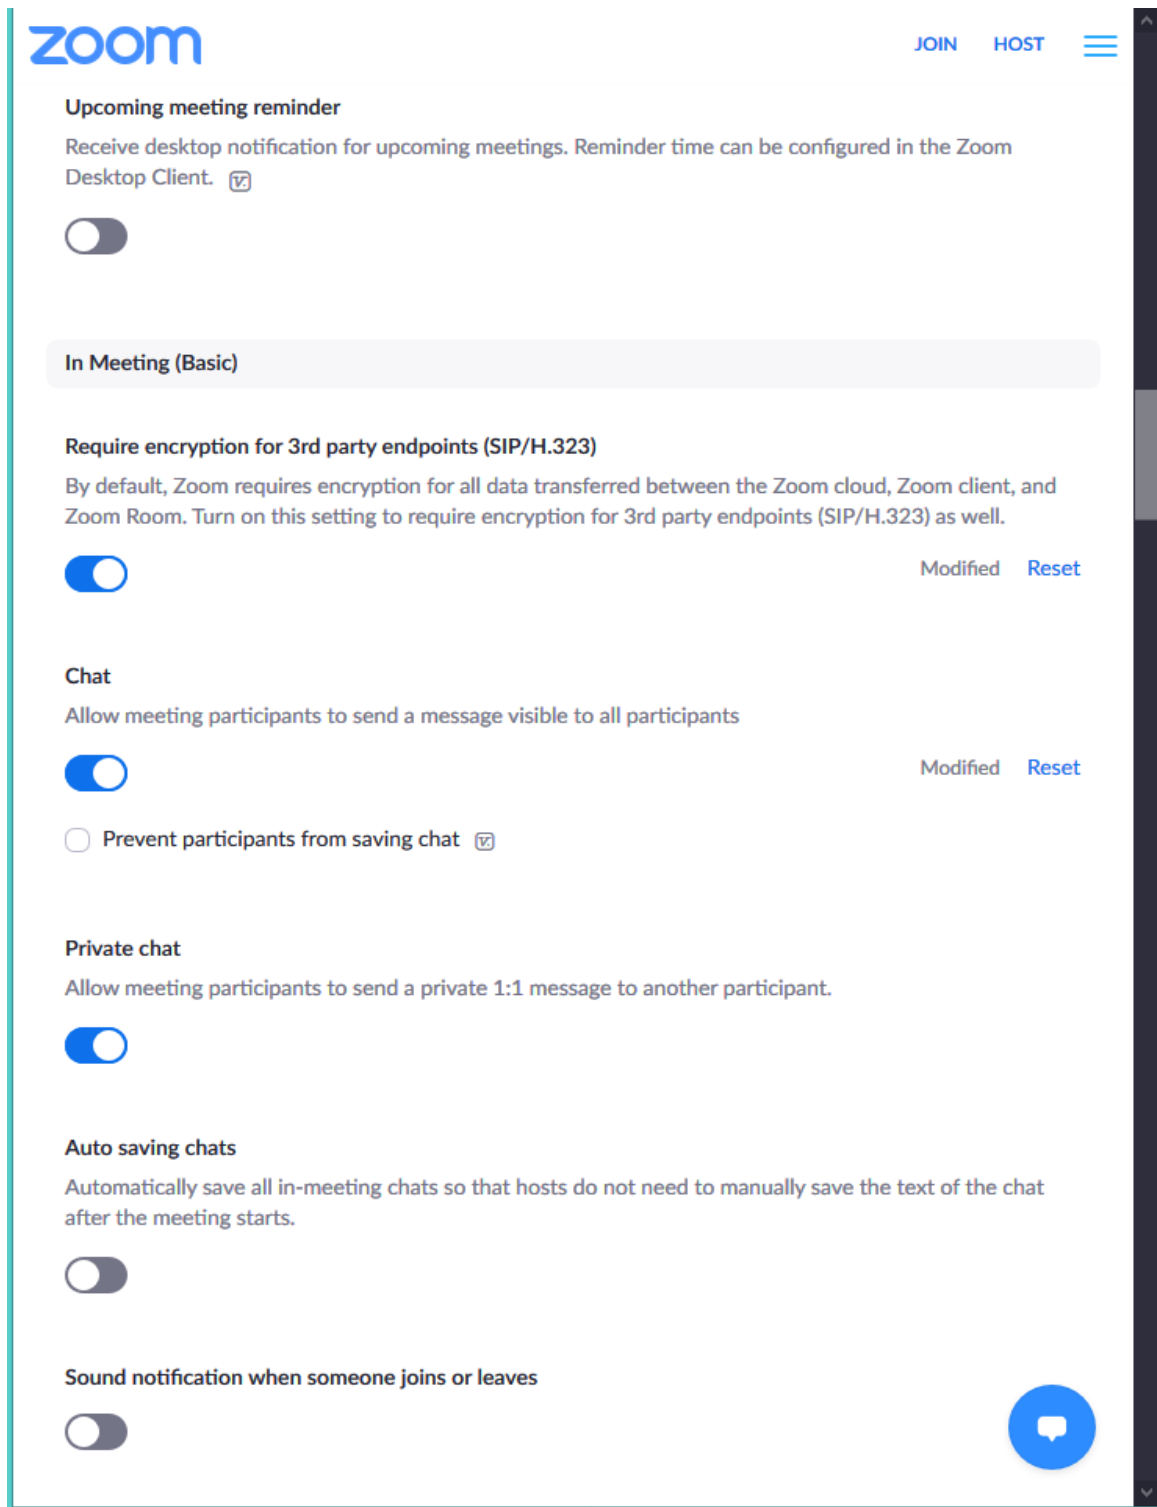 zoom
JOIN HOST
Upcoming meeting reminder
Receive desktop notification for upcoming meetings. Reminder time can be configured in the Zoom
Desktop Client.
In Meeting (Basic)
Require encryption for 3rd party endpoints (SIP/H.323)
By default, Zoom requires encryption for all data transferred between the Zoom cloud, Zoom client, and
Zoom Room. Turn on this setting to require encryption for 3rd party endpoints (SIP/H.323) as well.
Modified Reset
Chat
Allow meeting participants to send a message visible to all participants
Modified Reset
Prevent participants from saving chat
Private chat
Allow meeting participants to send a private 1:1 message to another participant.
Auto saving chats
Automatically save all in-meeting chats so that hosts do not need to manually save the text of the chat
after the meeting starts.
Sound notification when someone joins or leaves